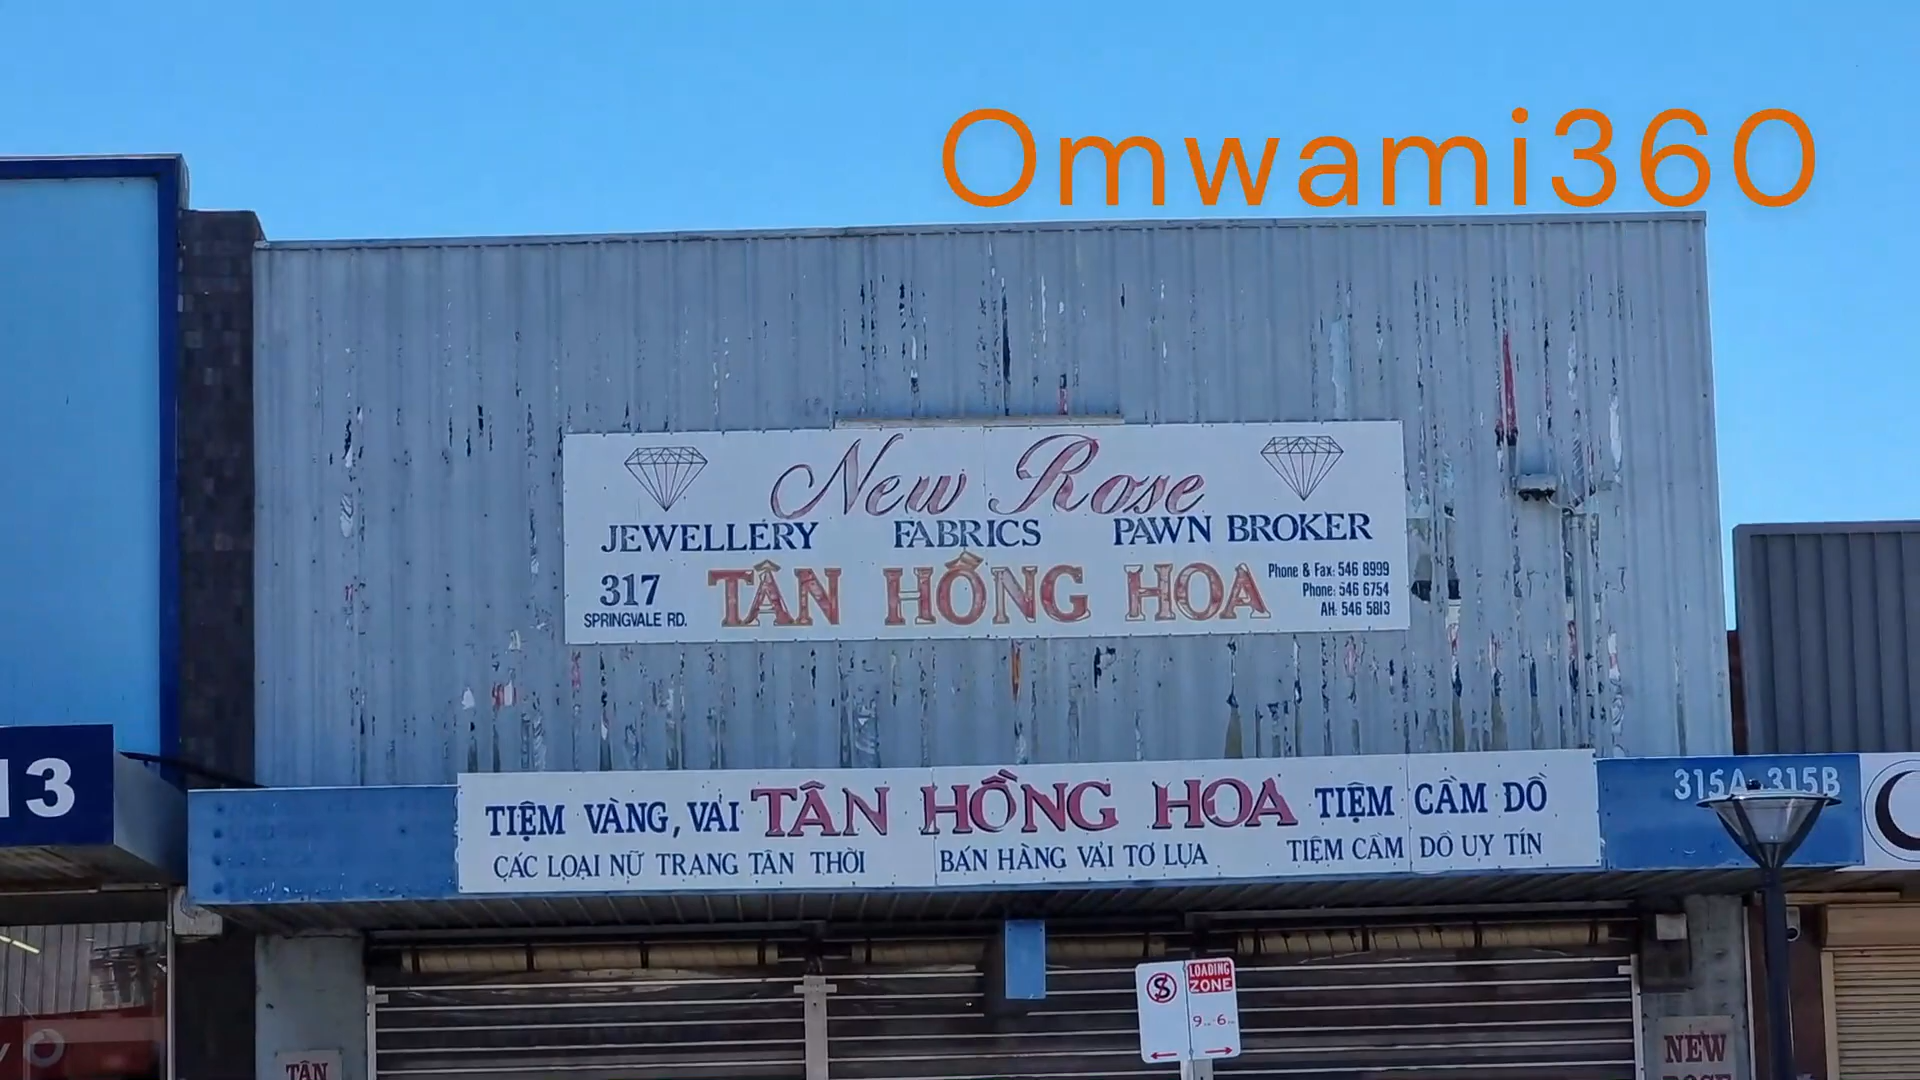 Omwami360
New Rose
JEWELLERY FABRICS PAWN BROKER
317
SPRINGVALE RD.
TÂN HỒNG HOA
Phone & Fax: 546 8999
Phone: 546 6754
AH: 546 5813
13
TIỆM VÀNG, VẢI TÂN HỒNG HOA TIỆM CẦM ĐỒ
CÁC LOẠI NỮ TRANG TÂN THỜI BÁN HÀNG VẢI TƠ LỤA TIỆM CẦM ĐỒ UY TÍN
315A-315B
LOADING
ZONE
9 - 6
TÂN
NEW
ROSE